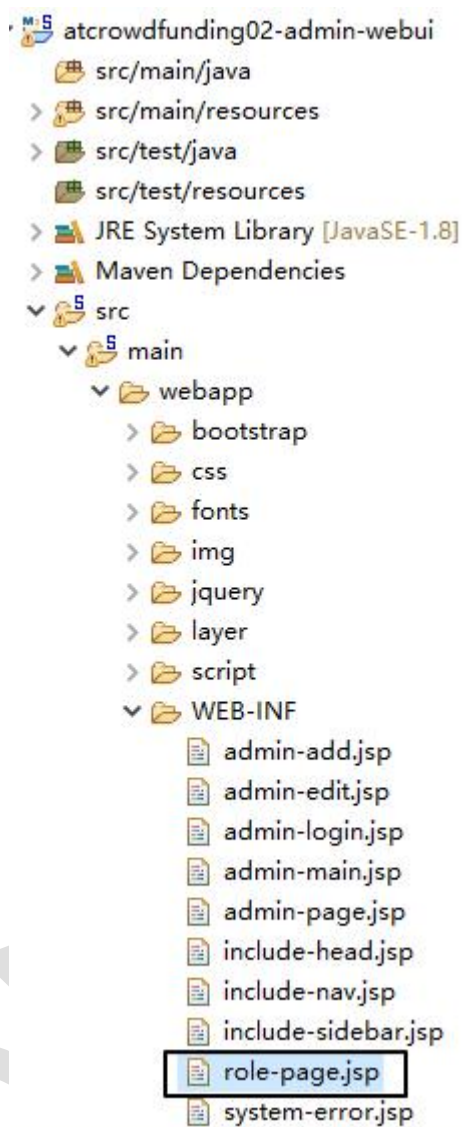 atcrowdfunding02-admin-webui
src/main/java
src/main/resources
src/test/java
src/test/resources
JRE System Library [JavaSE-1.8]
Maven Dependencies
src
main
webapp
bootstrap
css
fonts
img
jquery
layer
script
WEB-INF
admin-add.jsp
admin-edit.jsp
admin-login.jsp
admin-main.jsp
admin-page.jsp
include-head.jsp
include-nav.jsp
include-sidebar.jsp
role-page.jsp
system-error.jsp